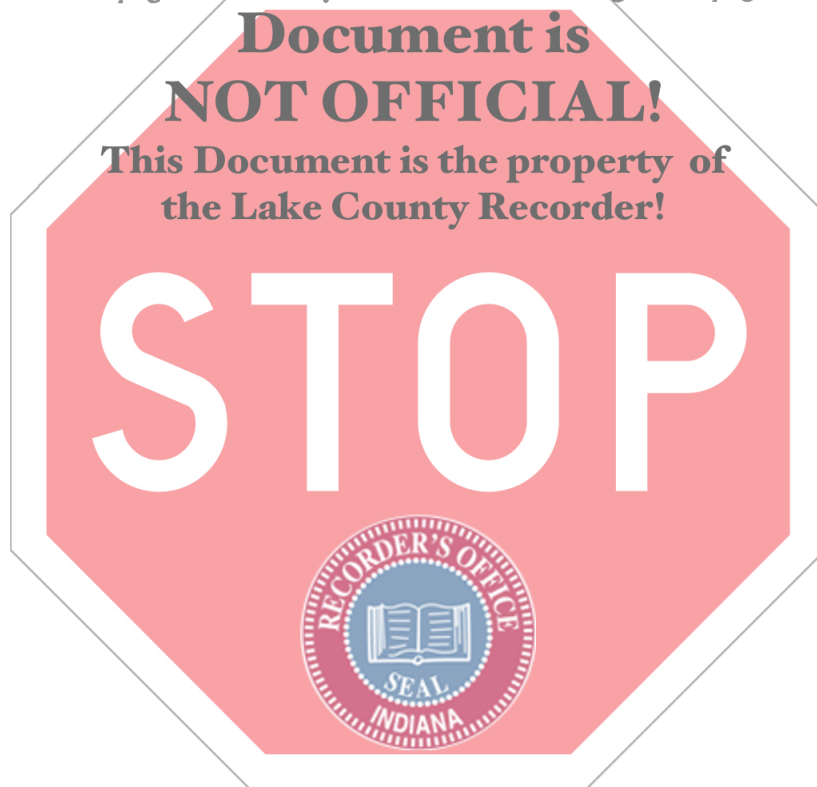 Document is
NOT OFFICIAL!
This Document is the property of
the Lake County Recorder!
STOP
RECORDER'S OFFICE
SEAL
INDIANA